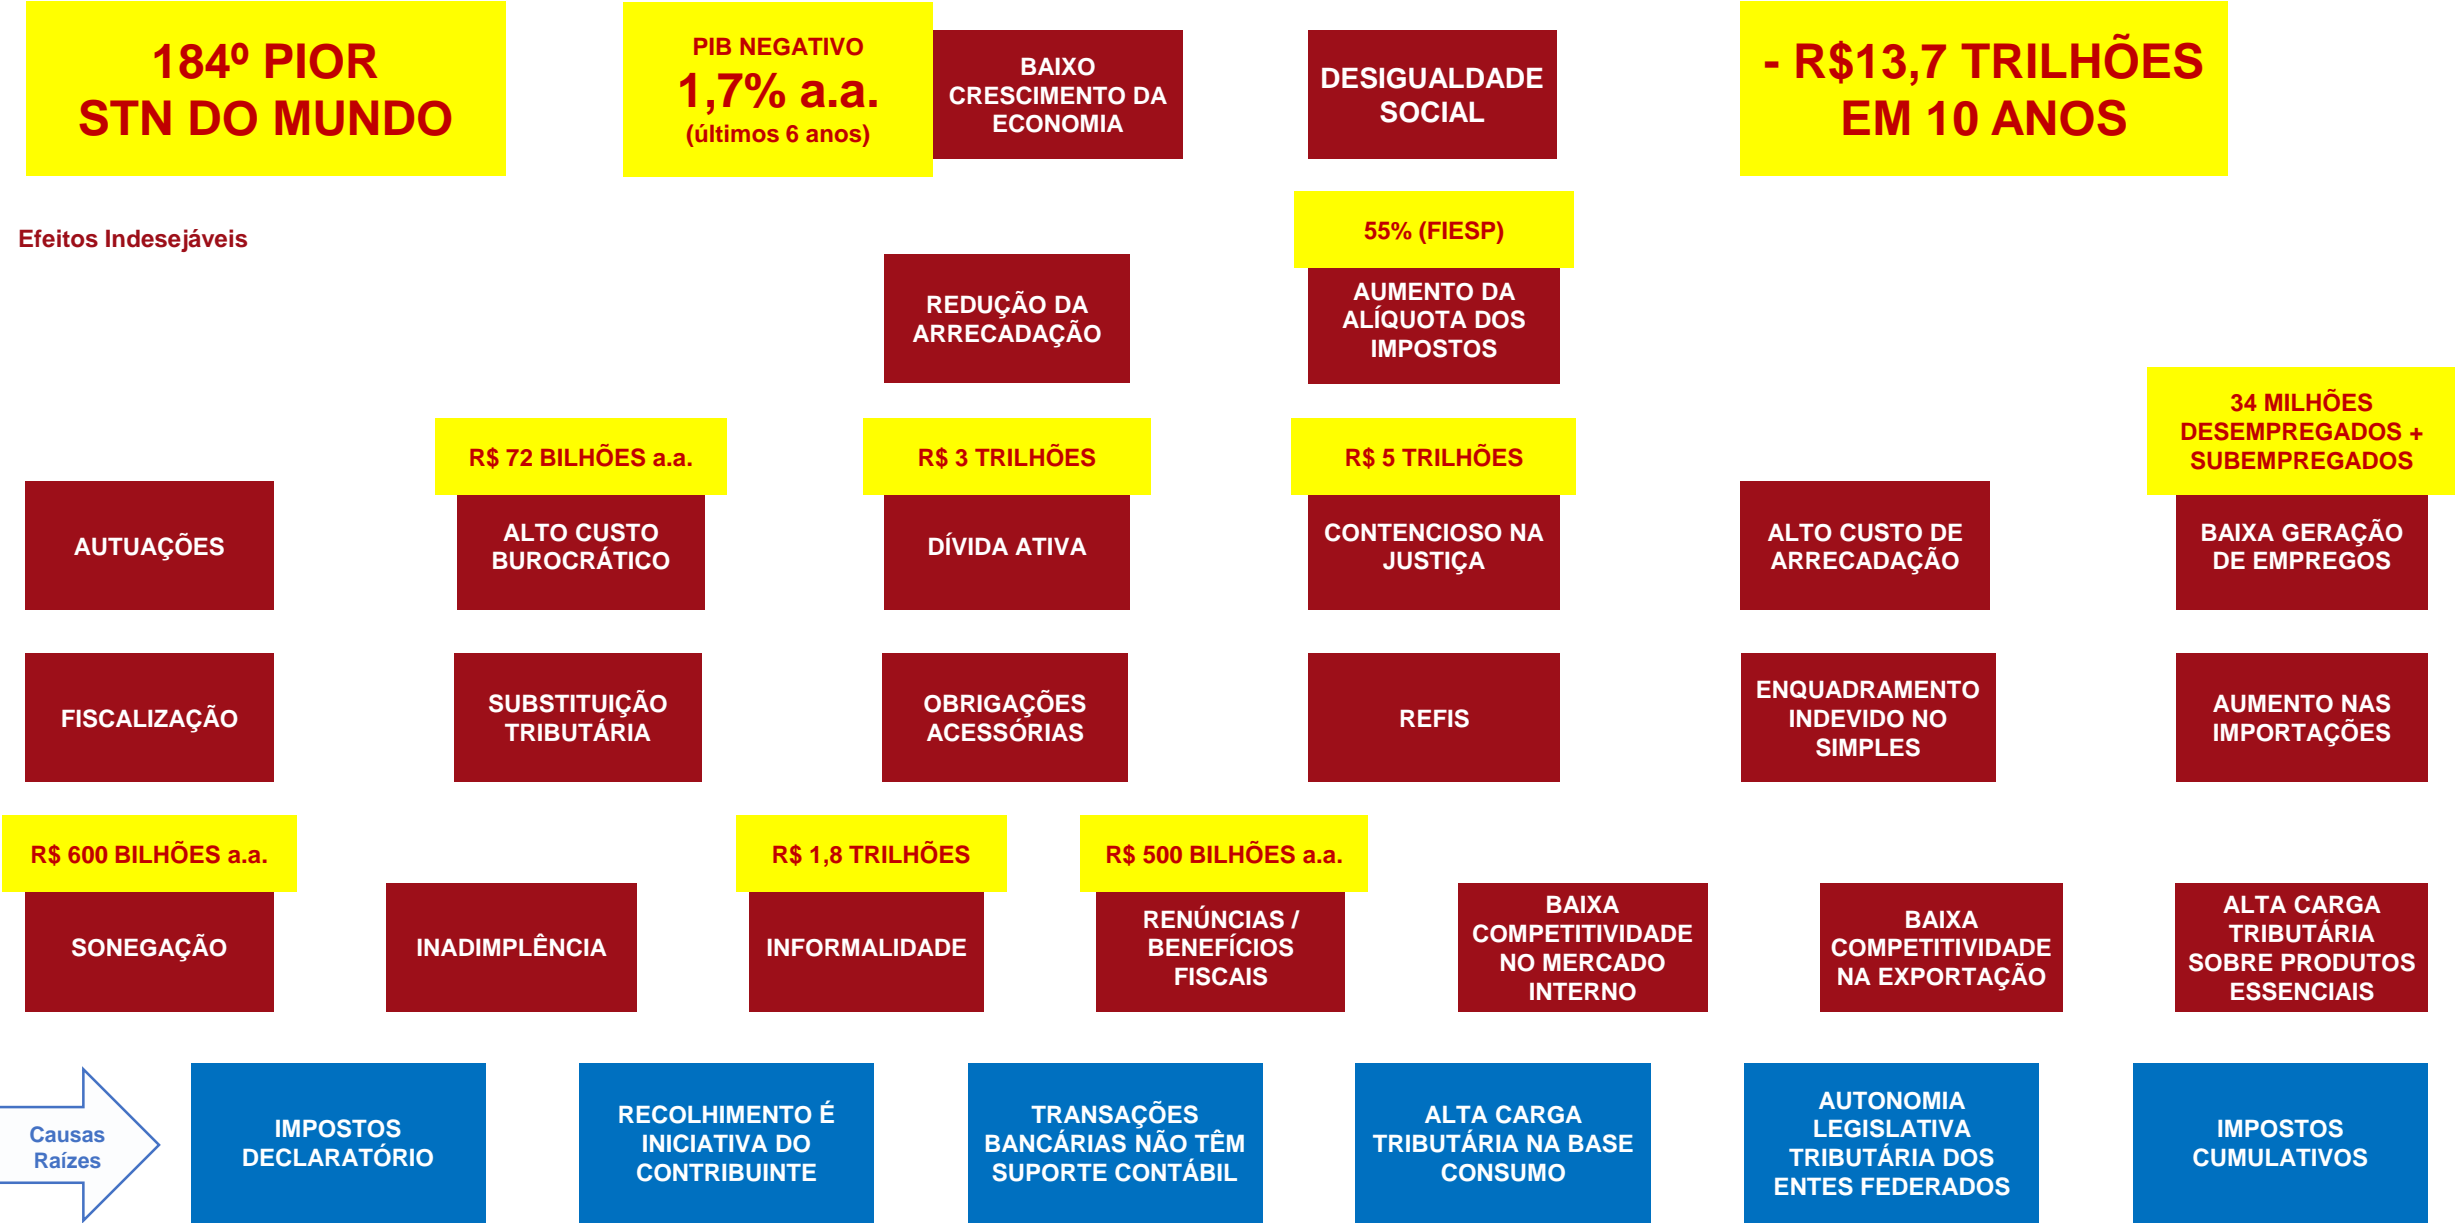 184º PIOR
STN DO MUNDO
PIB NEGATIVO
1,7% a.a.
(últimos 6 anos)
BAIXO
CRESCIMENTO DA
ECONOMIA
DESIGUALDADE
SOCIAL
- R$13,7 TRILHÕES
EM 10 ANOS
Efeitos Indesejáveis
REDUÇÃO DA
ARRECADAÇÃO
55% (FIESP)
AUMENTO DA
ALÍQUOTA DOS
IMPOSTOS
AUTUAÇÕES
R$ 72 BILHÕES a.a.
ALTO CUSTO
BUROCRÁTICO
R$ 3 TRILHÕES
DÍVIDA ATIVA
R$ 5 TRILHÕES
CONTENCIOSO NA
JUSTIÇA
ALTO CUSTO DE
ARRECADAÇÃO
34 MILHÕES
DESEMPREGADOS +
SUBEMPREGADOS
BAIXA GERAÇÃO
DE EMPREGOS
FISCALIZAÇÃO
SUBSTITUIÇÃO
TRIBUTÁRIA
OBRIGAÇÕES
ACESSÓRIAS
REFIS
ENQUADRAMENTO
INDEVIDO NO
SIMPLES
AUMENTO NAS
IMPORTAÇÕES
R$ 600 BILHÕES a.a.
SONEGAÇÃO
INADIMPLÊNCIA
R$ 1,8 TRILHÕES
INFORMALIDADE
R$ 500 BILHÕES a.a.
RENÚNCIAS /
BENEFÍCIOS
FISCAIS
BAIXA
COMPETITIVIDADE
NO MERCADO
INTERNO
BAIXA
COMPETITIVIDADE
NA EXPORTAÇÃO
ALTA CARGA
TRIBUTÁRIA
SOBRE PRODUTOS
ESSENCIAIS
Causas
Raízes
IMPOSTOS
DECLARATÓRIO
RECOLHIMENTO É
INICIATIVA DO
CONTRIBUINTE
TRANSAÇÕES
BANCÁRIAS NÃO TÊM
SUPORTE CONTÁBIL
ALTA CARGA
TRIBUTÁRIA NA BASE
CONSUMO
AUTONOMIA
LEGISLATIVA
TRIBUTÁRIA DOS
ENTES FEDERADOS
IMPOSTOS
CUMULATIVOS